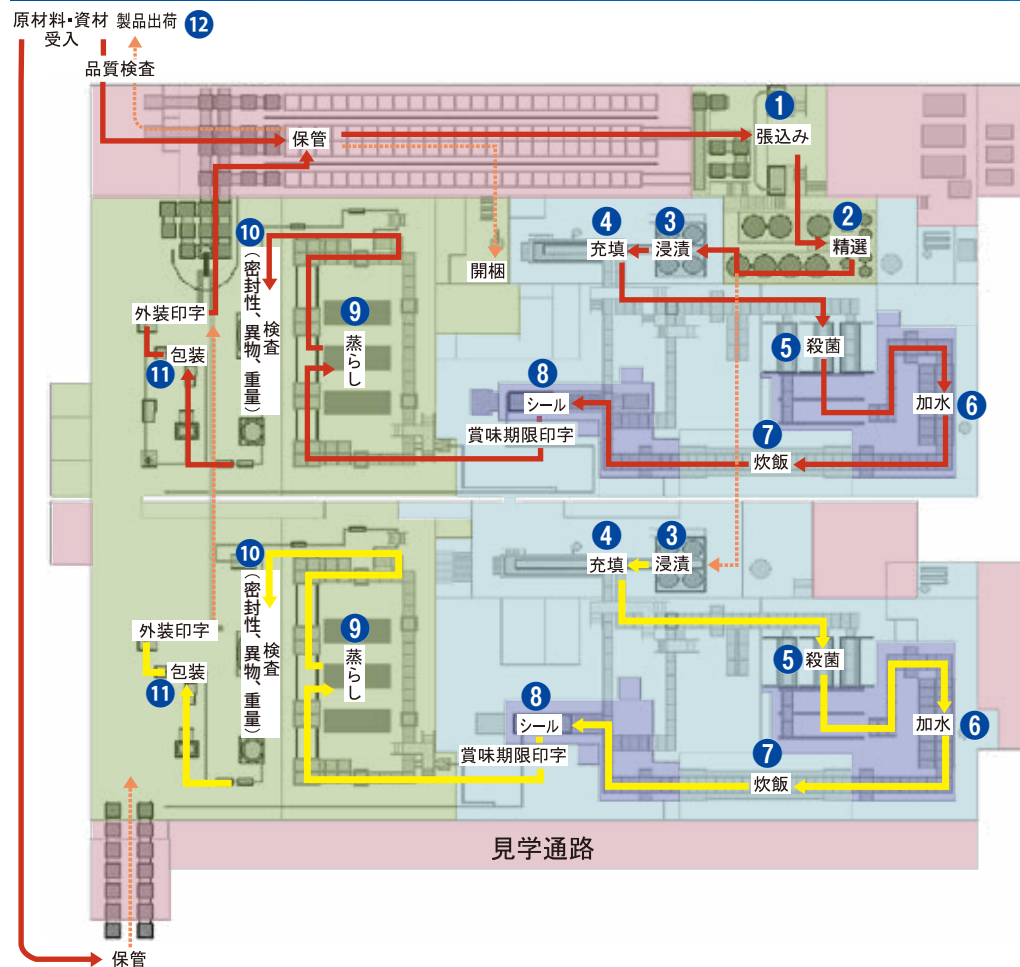 原材料・資材 製品出荷 12
受入
品質検査
1
保管
張込み
2
4
3
10
充填
浸漬
精選
開梱
検査
(密封性、異物、重量)
9
外装印字
蒸らし
5
殺菌
包装
11
8
シール
加水
6
賞味期限印字
7
炊飯
4
3
10
充填
浸漬
検査
(密封性、異物、重量)
9
外装印字
蒸らし
5
殺菌
包装
11
8
シール
加水
6
賞味期限印字
7
炊飯
見学通路
保管